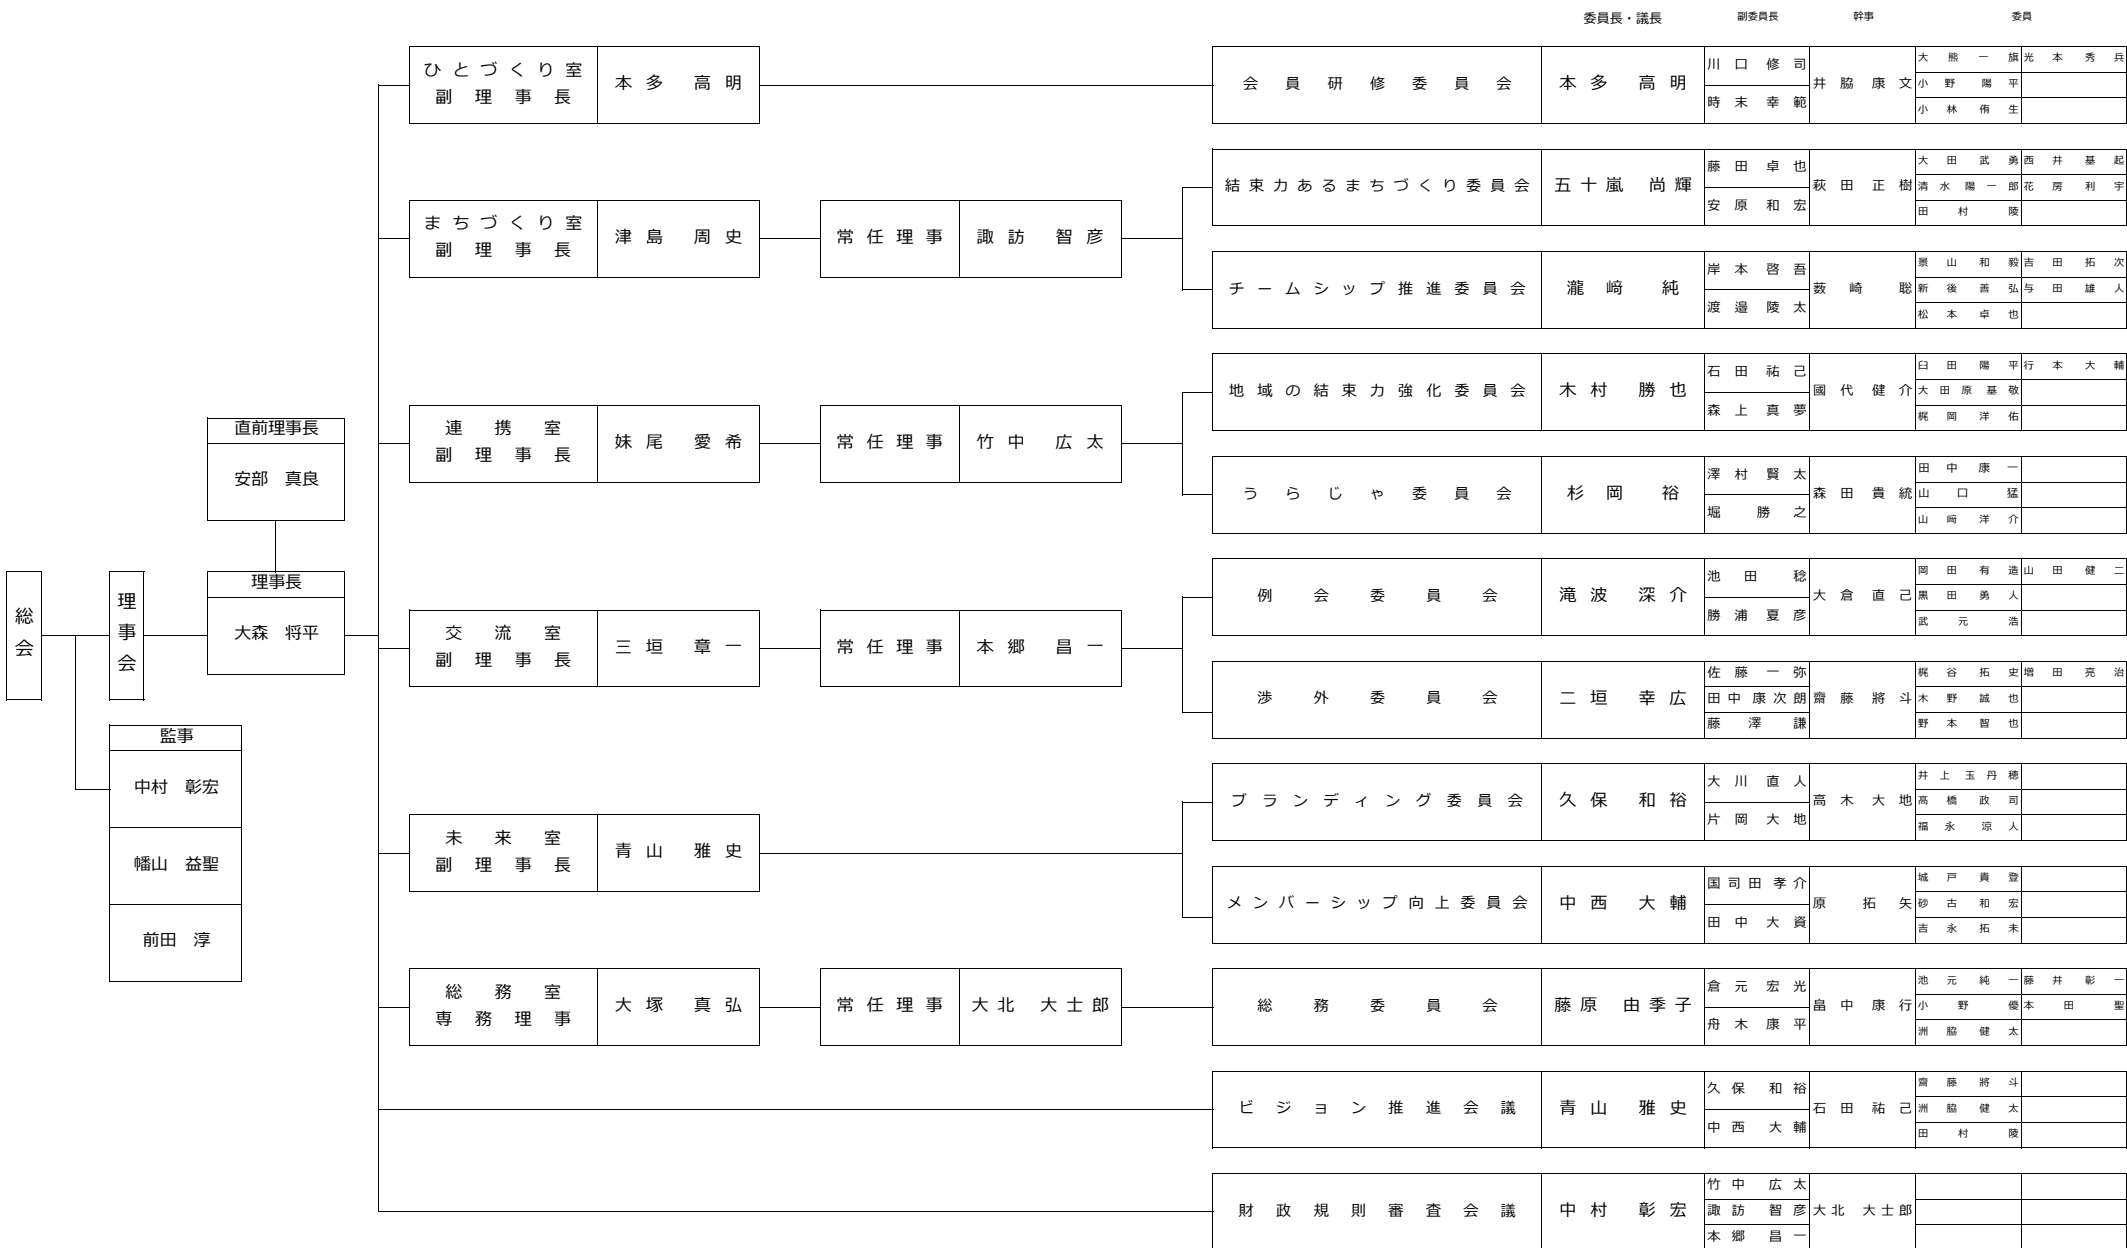 委員長・議長 副委員長 幹事 委員
ひとづくり室
副理事長
本多 高明
会員研修委員会
本多 高明
川口 修司
時末 幸範
井脇 康文
大熊 一旗
光本 秀兵
小野 陽平
小林 侑生
まちづくり室
副理事長
津島 周史
常任理事
諏訪 智彦
結束力あるまちづくり委員会
五十嵐 尚輝
藤田 卓也
安原 和宏
萩田 正樹
大田 武勇
西井 基起
清水 陽一郎
花房 利宇
田村 陵
チームシップ推進委員会
瀧﨑 純
岸本 啓吾
渡邉 陵太
薮崎 聡
景山 和毅
吉田 拓次
新後 善弘
与田 雄人
松本 卓也
連携室
副理事長
妹尾 愛希
常任理事
竹中 広太
地域の結束力強化委員会
木村 勝也
石田 祐己
森上 真夢
國代 健介
臼田 陽平
行本 大輔
大田原 基敬
梶岡 洋佑
うらじゃ委員会
杉岡 裕
澤村 賢太
堀 勝之
森田 貴統
田中 康一
山口 猛
山﨑 洋介
直前理事長
安部 真良
総会
理事会
理事長
大森 将平
監事
中村 彰宏
幡山 益聖
前田 淳
交流室
副理事長
三垣 章一
常任理事
本郷 昌一
例会委員会
滝波 深介
池田 稔
勝浦 夏彦
大倉 直己
岡田 有造
山田 健二
黒田 勇人
武元 浩
渉外委員会
二垣 幸広
佐藤 一弥
田中 康次朗
藤澤 謙
齋藤 將斗
梶谷 拓史
増田 亮治
木野 誠也
野本 智也
未来室
副理事長
青山 雅史
ブランディング委員会
久保 和裕
大川 直人
片岡 大地
高木 大地
井上 玉丹穂
髙橋 政司
福永 涼人
メンバーシップ向上委員会
中西 大輔
国司田 孝介
田中 大資
原 拓矢
城戸 貴登
砂古 和宏
吉永 拓未
総務室
専務理事
大塚 真弘
常任理事
大北 大士郎
総務委員会
藤原 由季子
倉元 宏光
舟木 康平
畠中 康行
池元 純一
藤井 彰一
小野 優
本田 聖
洲脇 健太
ビジョン推進会議
青山 雅史
久保 和裕
中西 大輔
石田 祐己
齋藤 將斗
洲脇 健太
田村 陵
財政規則審査会議
中村 彰宏
竹中 広太
諏訪 智彦
本郷 昌一
大北 大士郎